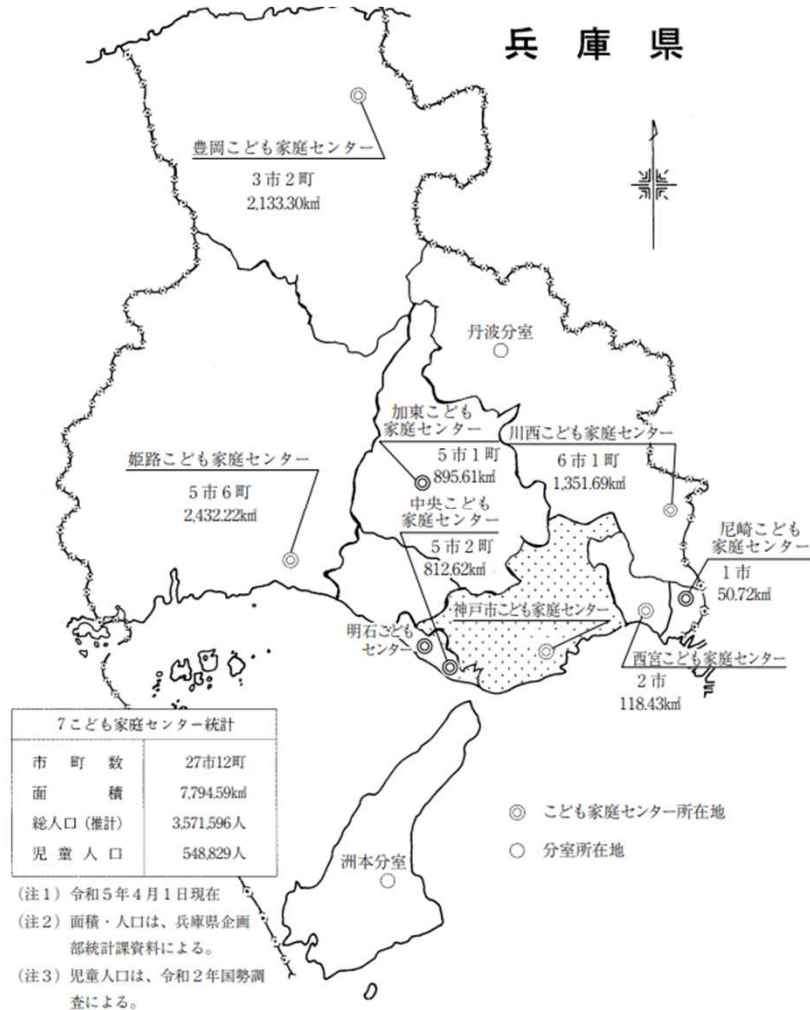 兵庫県
豊岡こども家庭センター
3市2町
2,133.30㎢
丹波分室
加東こども
家庭センター
5市1町
895.61㎢
川西こども家庭センター
6市1町
1,351.69㎢
姫路こども家庭センター
5市6町
2,432.22㎢
中央こども
家庭センター
5市2町
812.62㎢
尼崎こども
家庭センター
1市
50.72㎢
神戸市こども家庭センター
明石こども
センター
西宮こども家庭センター
2市
118.43㎢
7こども家庭センター統計
市町数 27市12町
面積 7,794.59㎢
総人口(推計) 3,571,596人
児童人口 548,829人
◎ こども家庭センター所在地
○ 分室所在地
洲本分室
(注1) 令和5年4月1日現在
(注2) 面積・人口は、兵庫県企画
部統計課資料による。
(注3) 児童人口は、令和2年国勢調
査による。